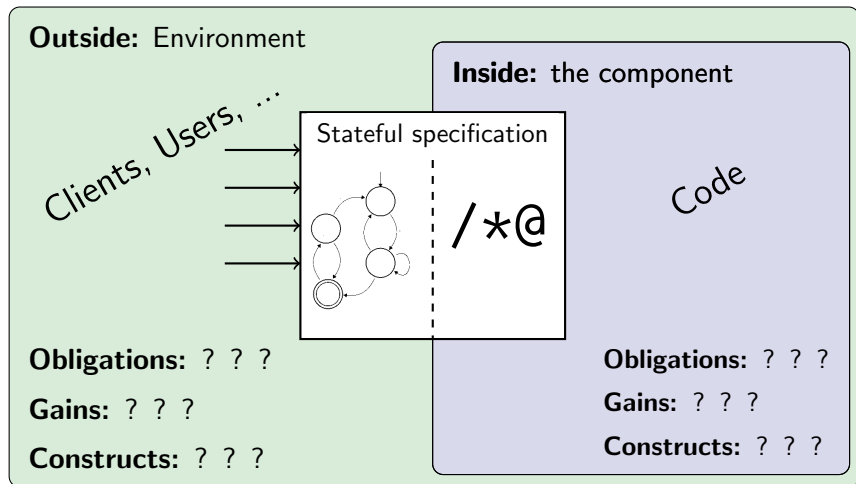 Outside: Environment
Inside: the component
Clients, Users, ...
Stateful specification
/*@
Code
Obligations: ? ? ?
Gains: ? ? ?
Constructs: ? ? ?
Obligations: ? ? ?
Gains: ? ? ?
Constructs: ? ? ?